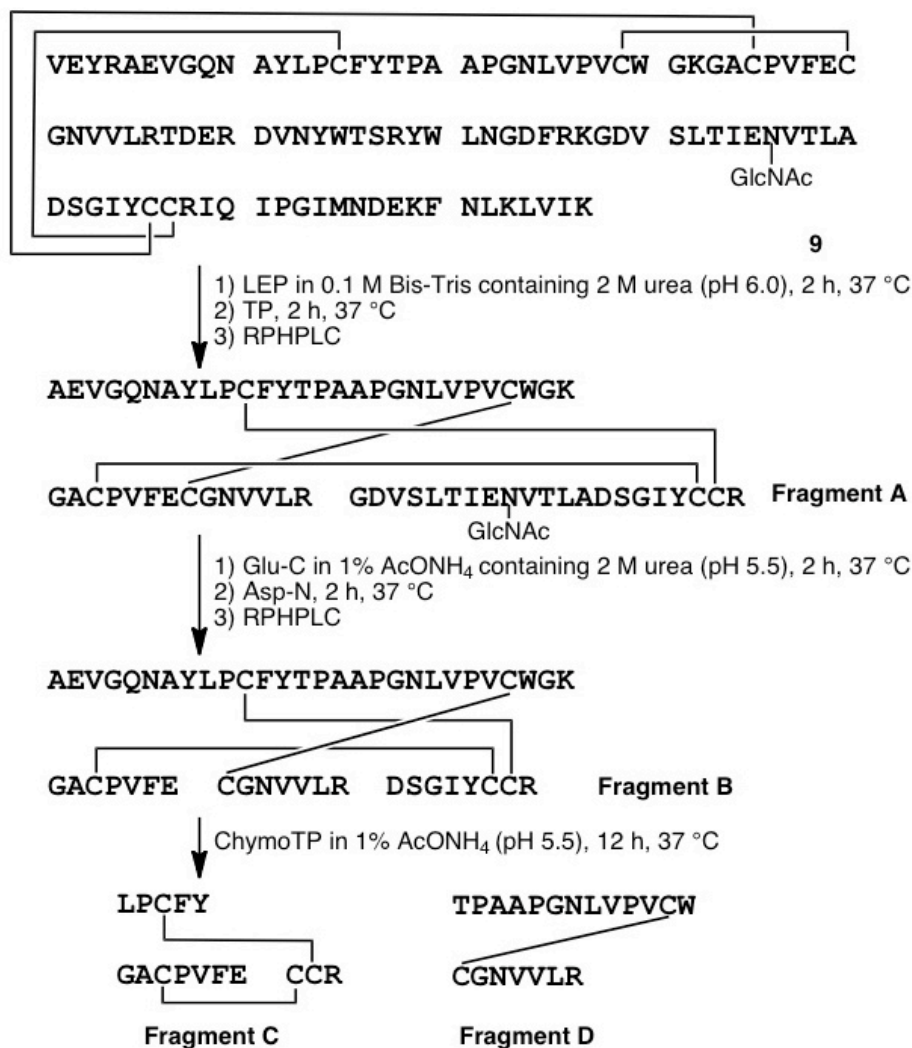 VEYRAEVGQN AYLPCFYTPA APGNLVPVCW GKGACPVFEC
GNVVLRTDER DVNYWTSRYW LNGDFRKGDV SLTIENVTLA
GlcNAc
DSGIYCCRIQ IPGIMNDEKF NLKLVIK
9
1) LEP in 0.1 M Bis-Tris containing 2 M urea (pH 6.0), 2 h, 37 °C
2) TP, 2 h, 37 °C
3) RPHPLC
AEVGQNAYLPCFYTPAAPGNLVPVCWGK
GACPVFECGNVVLR GDVSLTIENVTLADSGIYCCR Fragment A
GlcNAc
1) Glu-C in 1% AcONH₄ containing 2 M urea (pH 5.5), 2 h, 37 °C
2) Asp-N, 2 h, 37 °C
3) RPHPLC
AEVGQNAYLPCFYTPAAPGNLVPVCWGK
GACPVFE CGNVVLR DSGIYCCR Fragment B
ChymoTP in 1% AcONH₄ (pH 5.5), 12 h, 37 °C
LPCFY TPAAPGNLVPVCW
GACPVFE CCR CGNVVLR
Fragment C Fragment D